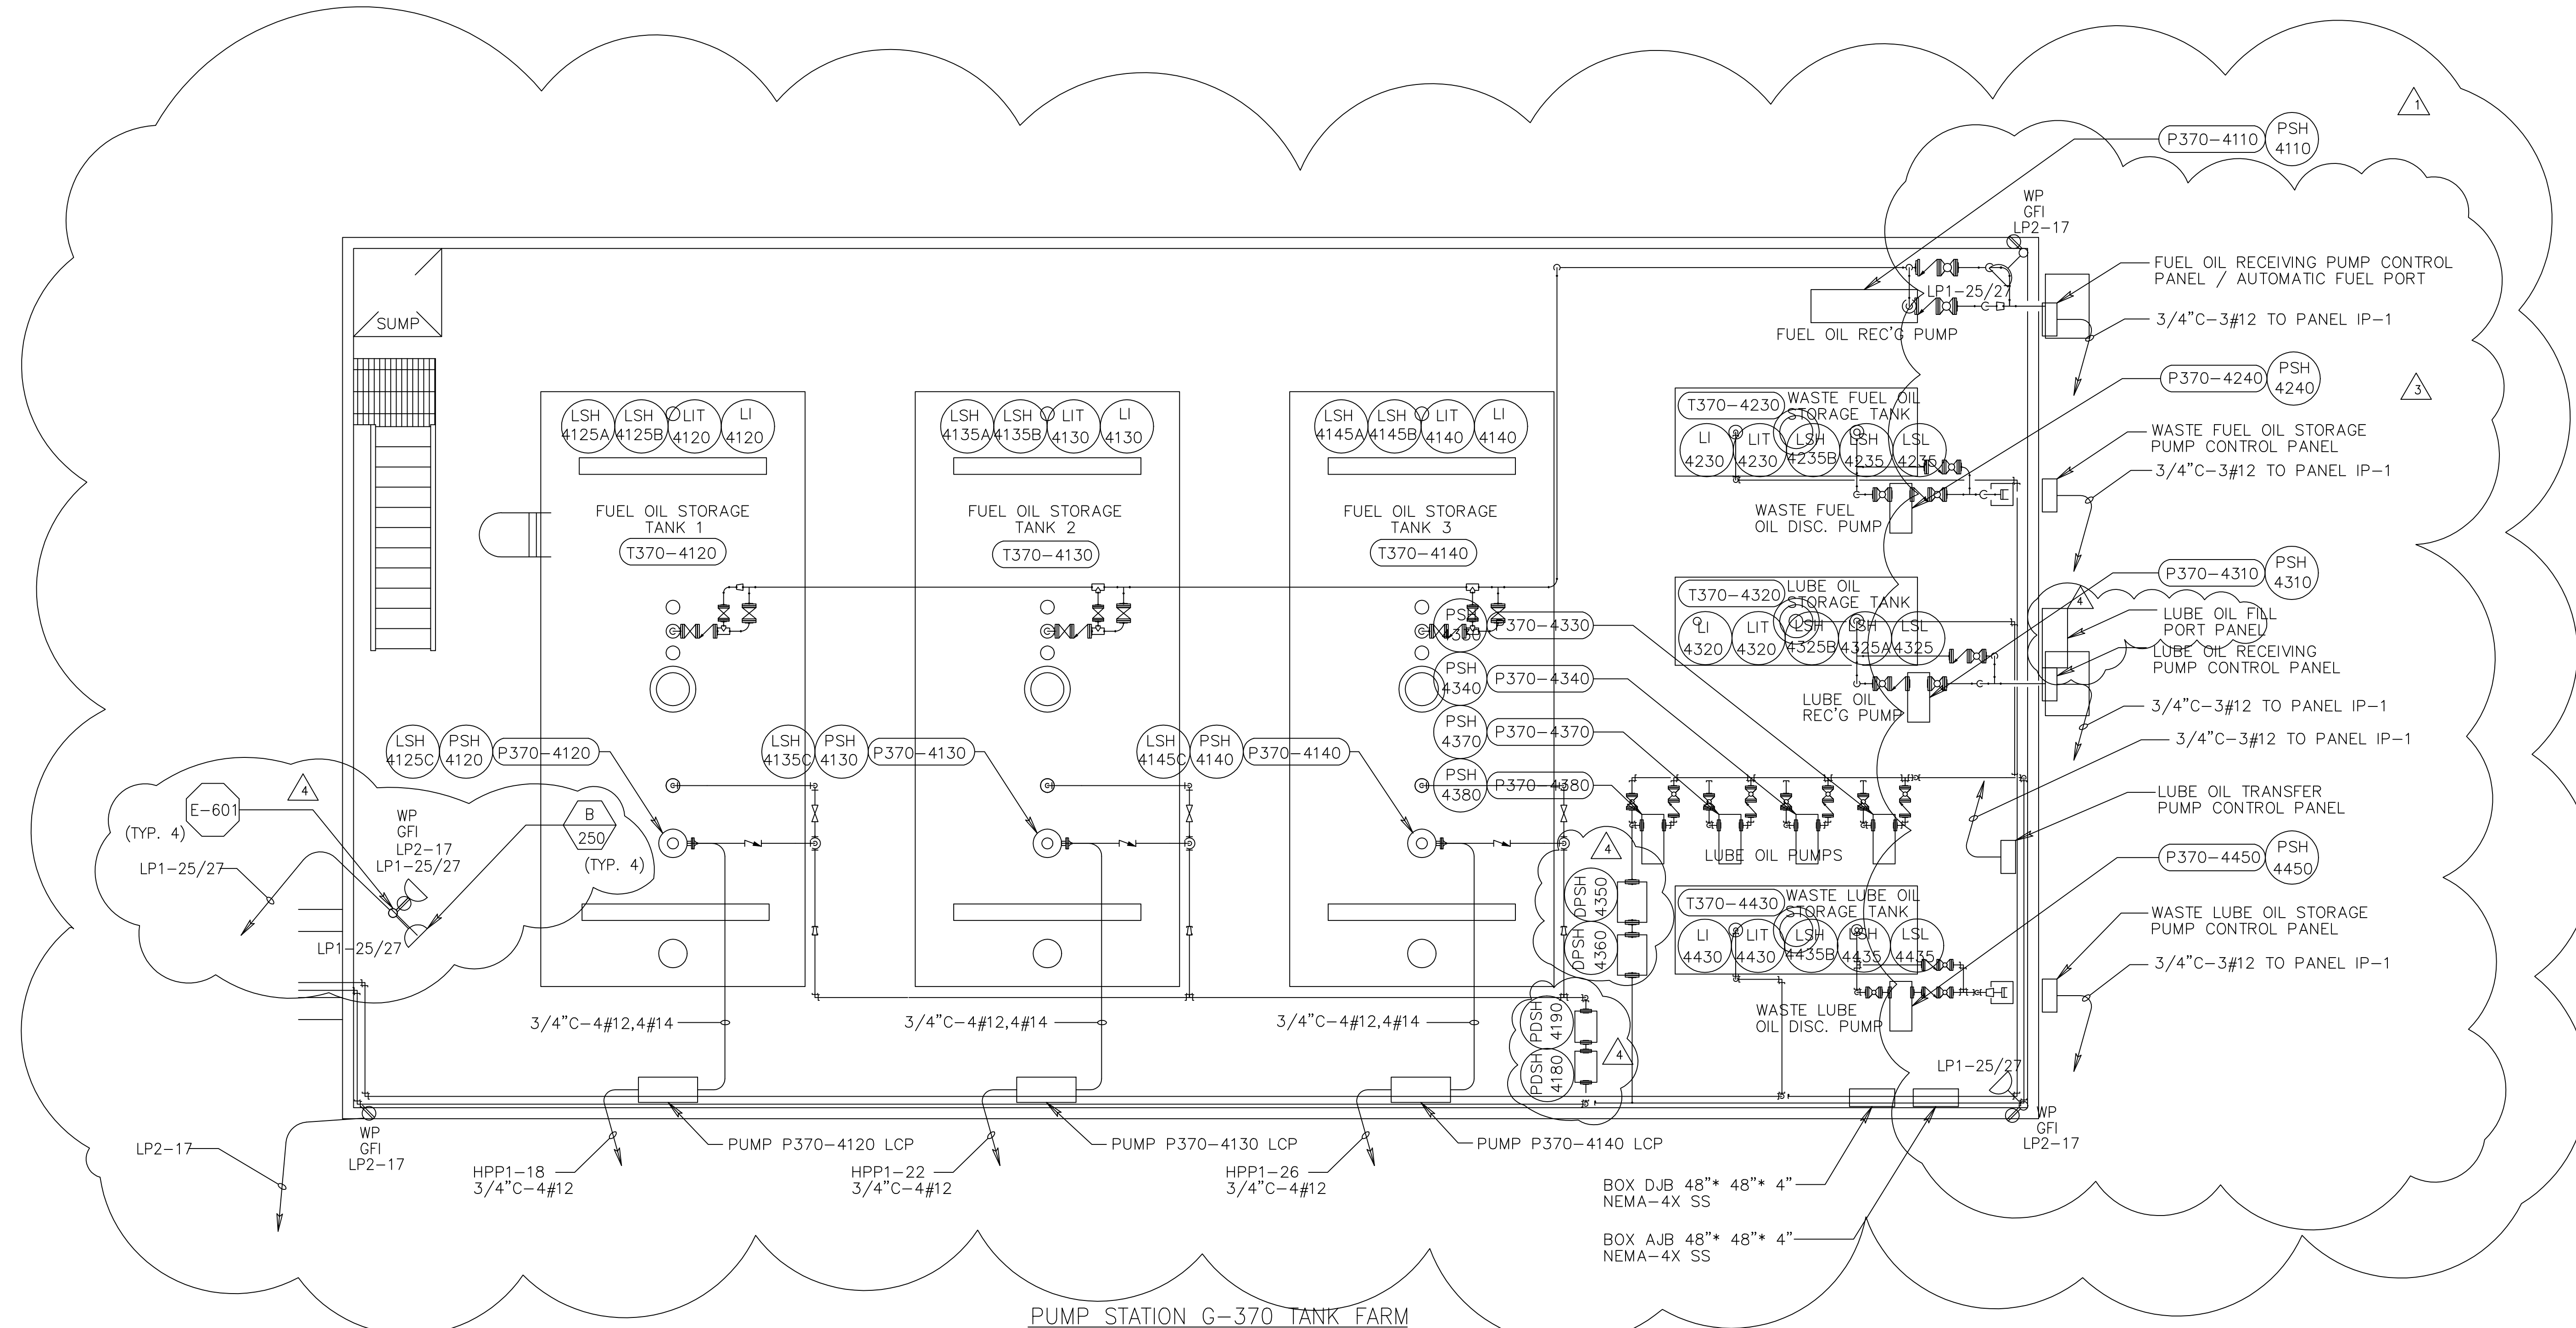 1
P370-4110
PSH
4110
WP
GFI
LP2-17
FUEL OIL RECEIVING PUMP CONTROL
PANEL / AUTOMATIC FUEL PORT
LP1-25/27
3/4"C-3#12 TO PANEL IP-1
SUMP
FUEL OIL REC'G PUMP
P370-4240
PSH
4240
3
LSH
4125A
LSH
4125B
LIT
4120
LI
4120
LSH
4135A
LSH
4135B
LIT
4130
LI
4130
LSH
4145A
LSH
4145B
LIT
4140
LI
4140
T370-4230
WASTE FUEL OIL
STORAGE TANK
LI
4230
LIT
4230
LSH
4235B
LSH
4235
LSL
4235
WASTE FUEL OIL STORAGE
PUMP CONTROL PANEL
3/4"C-3#12 TO PANEL IP-1
WASTE FUEL
OIL DISC. PUMP
FUEL OIL STORAGE
TANK 1
T370-4120
FUEL OIL STORAGE
TANK 2
T370-4130
FUEL OIL STORAGE
TANK 3
T370-4140
P370-4310
PSH
4310
T370-4320
LUBE OIL
STORAGE TANK
LI
4320
LIT
4320
LSH
4325B
LSH
4325A
LSL
4325
4
LUBE OIL FILL
PORT PANEL
LUBE OIL RECEIVING
PUMP CONTROL PANEL
PSH
P370-4330
PSH
4340
P370-4340
PSH
4370
P370-4370
PSH
4380
P370-4380
LUBE OIL
REC'G PUMP
3/4"C-3#12 TO PANEL IP-1
3/4"C-3#12 TO PANEL IP-1
LSH
4125C
PSH
4120
P370-4120
LSH
4135C
PSH
4130
P370-4130
LSH
4145C
PSH
4140
P370-4140
LUBE OIL TRANSFER
PUMP CONTROL PANEL
E-601
(TYP. 4)
4
WP
GFI
LP2-17
LP1-25/27
B
250
(TYP. 4)
LP1-25/27
LP1-25/27
4
LUBE OIL PUMPS
P370-4450
PSH
4450
DPSH
4350
DPSH
4360
T370-4430
WASTE LUBE OIL
STORAGE TANK
LI
4430
LIT
4430
LSH
4435B
LSH
4435
LSL
4435
WASTE LUBE OIL STORAGE
PUMP CONTROL PANEL
3/4"C-3#12 TO PANEL IP-1
WASTE LUBE
OIL DISC. PUMP
3/4"C-4#12,4#14
3/4"C-4#12,4#14
3/4"C-4#12,4#14
PDSH
4190
PDSH
4180
4
LP1-25/27
WP
GFI
LP2-17
LP2-17
WP
GFI
LP2-17
PUMP P370-4120 LCP
PUMP P370-4130 LCP
PUMP P370-4140 LCP
HPP1-18
3/4"C-4#12
HPP1-22
3/4"C-4#12
HPP1-26
3/4"C-4#12
BOX DJB 48"* 48"* 4"
NEMA-4X SS
BOX AJB 48"* 48"* 4"
NEMA-4X SS
PUMP STATION G-370 TANK FARM